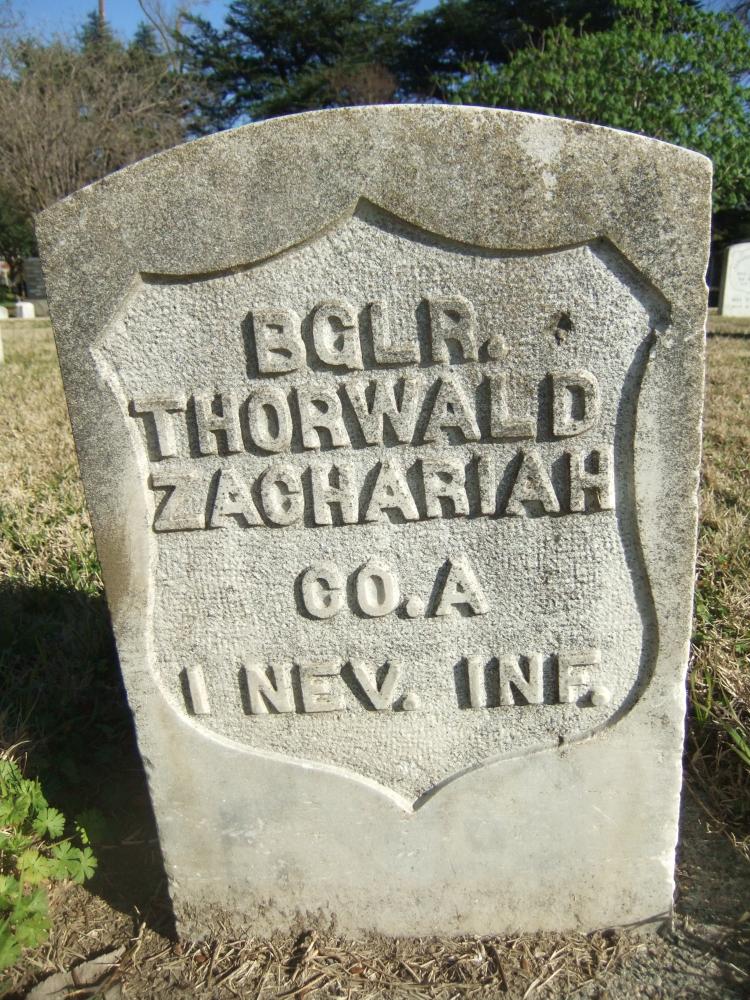 BGLR.
THORWALD
ZACHARIAH
CO. A
1 NEV. INF.